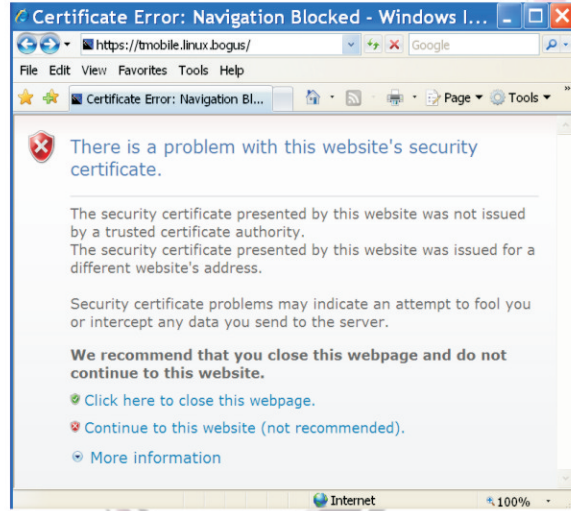 Certificate Error: Navigation Blocked - Windows I...
https://tmobile.linux.bogus/
Google
File Edit View Favorites Tools Help
Certificate Error: Navigation Bl...
Page Tools »
There is a problem with this website's security
certificate.
The security certificate presented by this website was not issued
by a trusted certificate authority.
The security certificate presented by this website was issued for a
different website's address.
Security certificate problems may indicate an attempt to fool you
or intercept any data you send to the server.
We recommend that you close this webpage and do not
continue to this website.
Click here to close this webpage.
Continue to this website (not recommended).
More information
Internet 100%